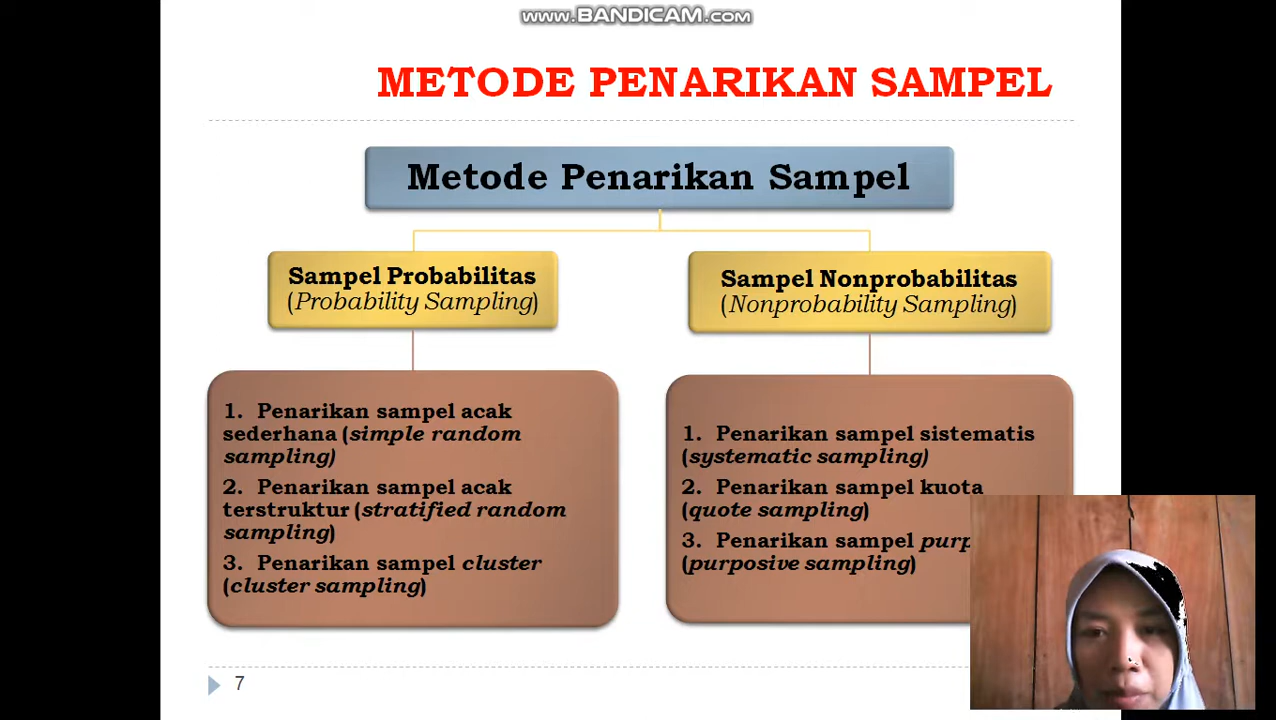 www.BANDICAM.com
METODE PENARIKAN SAMPEL
Metode Penarikan Sampel
Sampel Probabilitas
(Probability Sampling)
1. Penarikan sampel acak
sederhana (simple random
sampling)
2. Penarikan sampel acak
terstruktur (stratified random
sampling)
3. Penarikan sampel cluster
(cluster sampling)
Sampel Nonprobabilitas
(Nonprobability Sampling)
1. Penarikan sampel sistematis
(systematic sampling)
2. Penarikan sampel kuota
(quote sampling)
3. Penarikan sampel
(purposive sampling)
7